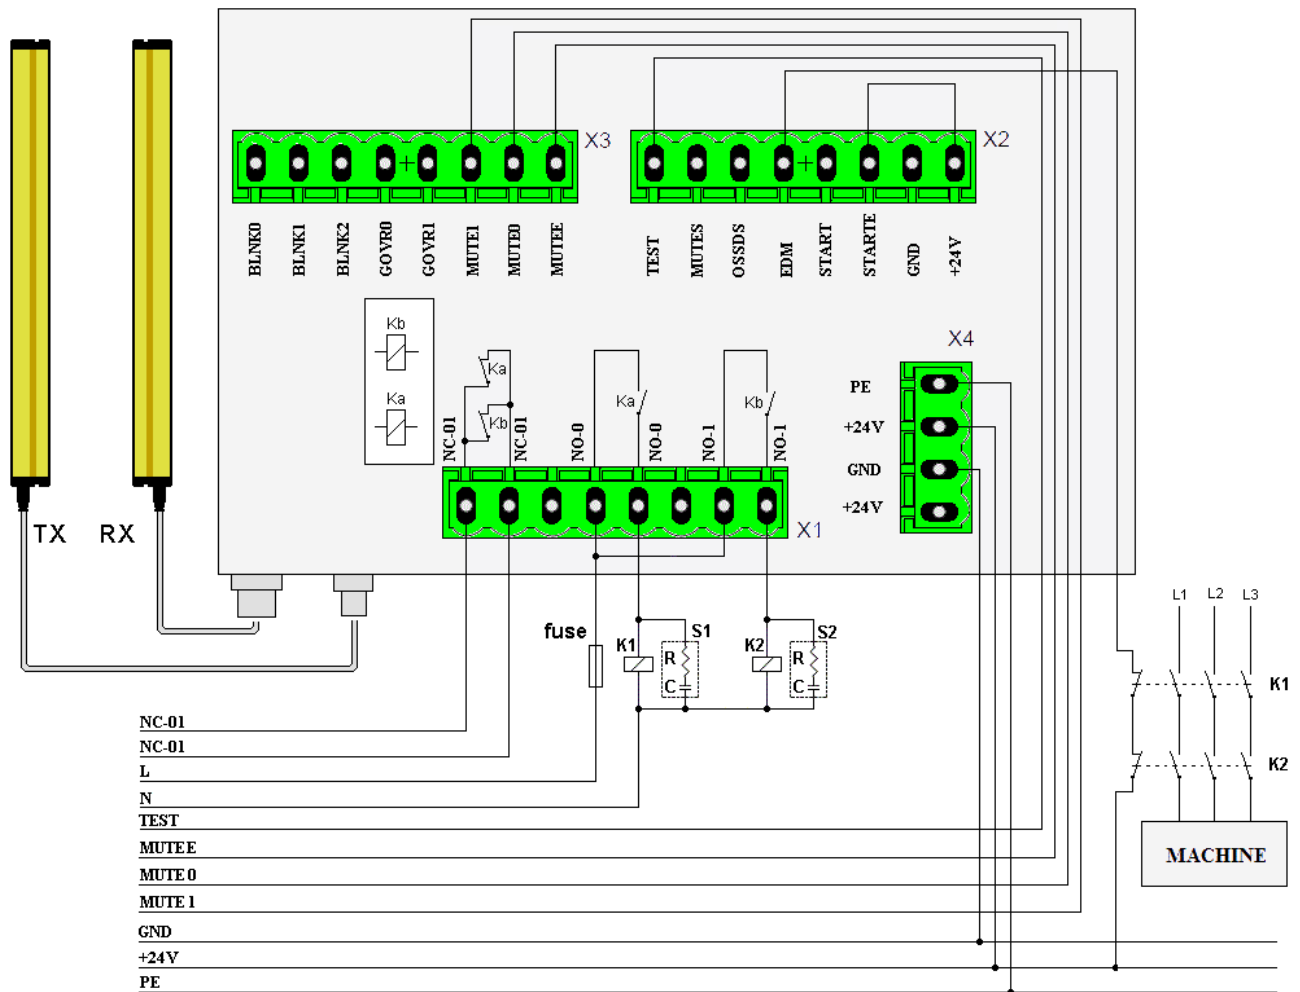 X3
X2
BLNK0
BLNK1
BLNK2
GOVR0
GOVR1
MUTE1
MUTE0
MUTEE
TEST
MUTES
OSSDS
EDM
START
STARTE
GND
+24V
Kb
Ka
Ka
Kb
Ka
Kb
NC-01
NC-01
NO-0
NO-0
NO-1
NO-1
X4
PE
+24V
GND
+24V
X1
TX
RX
fuse
K1
S1
R
C
K2
S2
R
C
L1
L2
L3
K1
K2
MACHINE
NC-01
NC-01
L
N
TEST
MUTEE
MUTE 0
MUTE 1
GND
+24V
PE